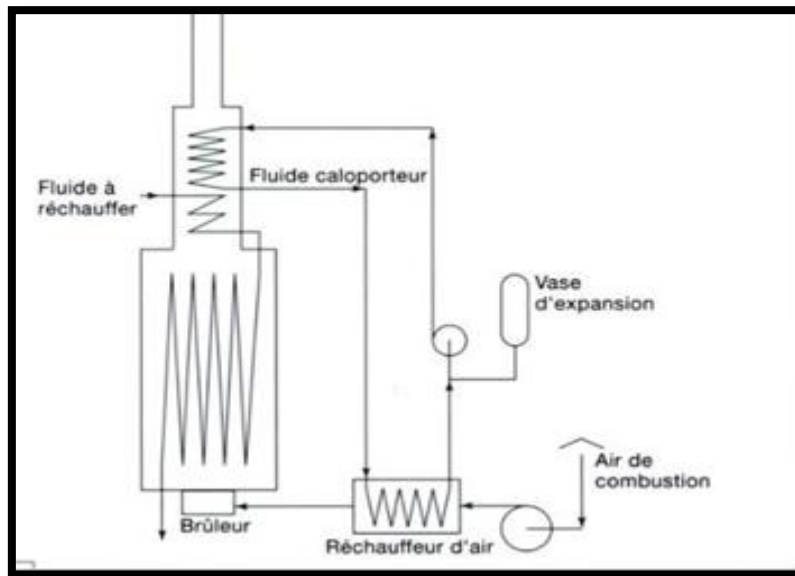 Fluide à
réchauffer
Fluide caloporteur
Vase
d'expansion
Air de
combustion
Brûleur
Réchauffeur d'air